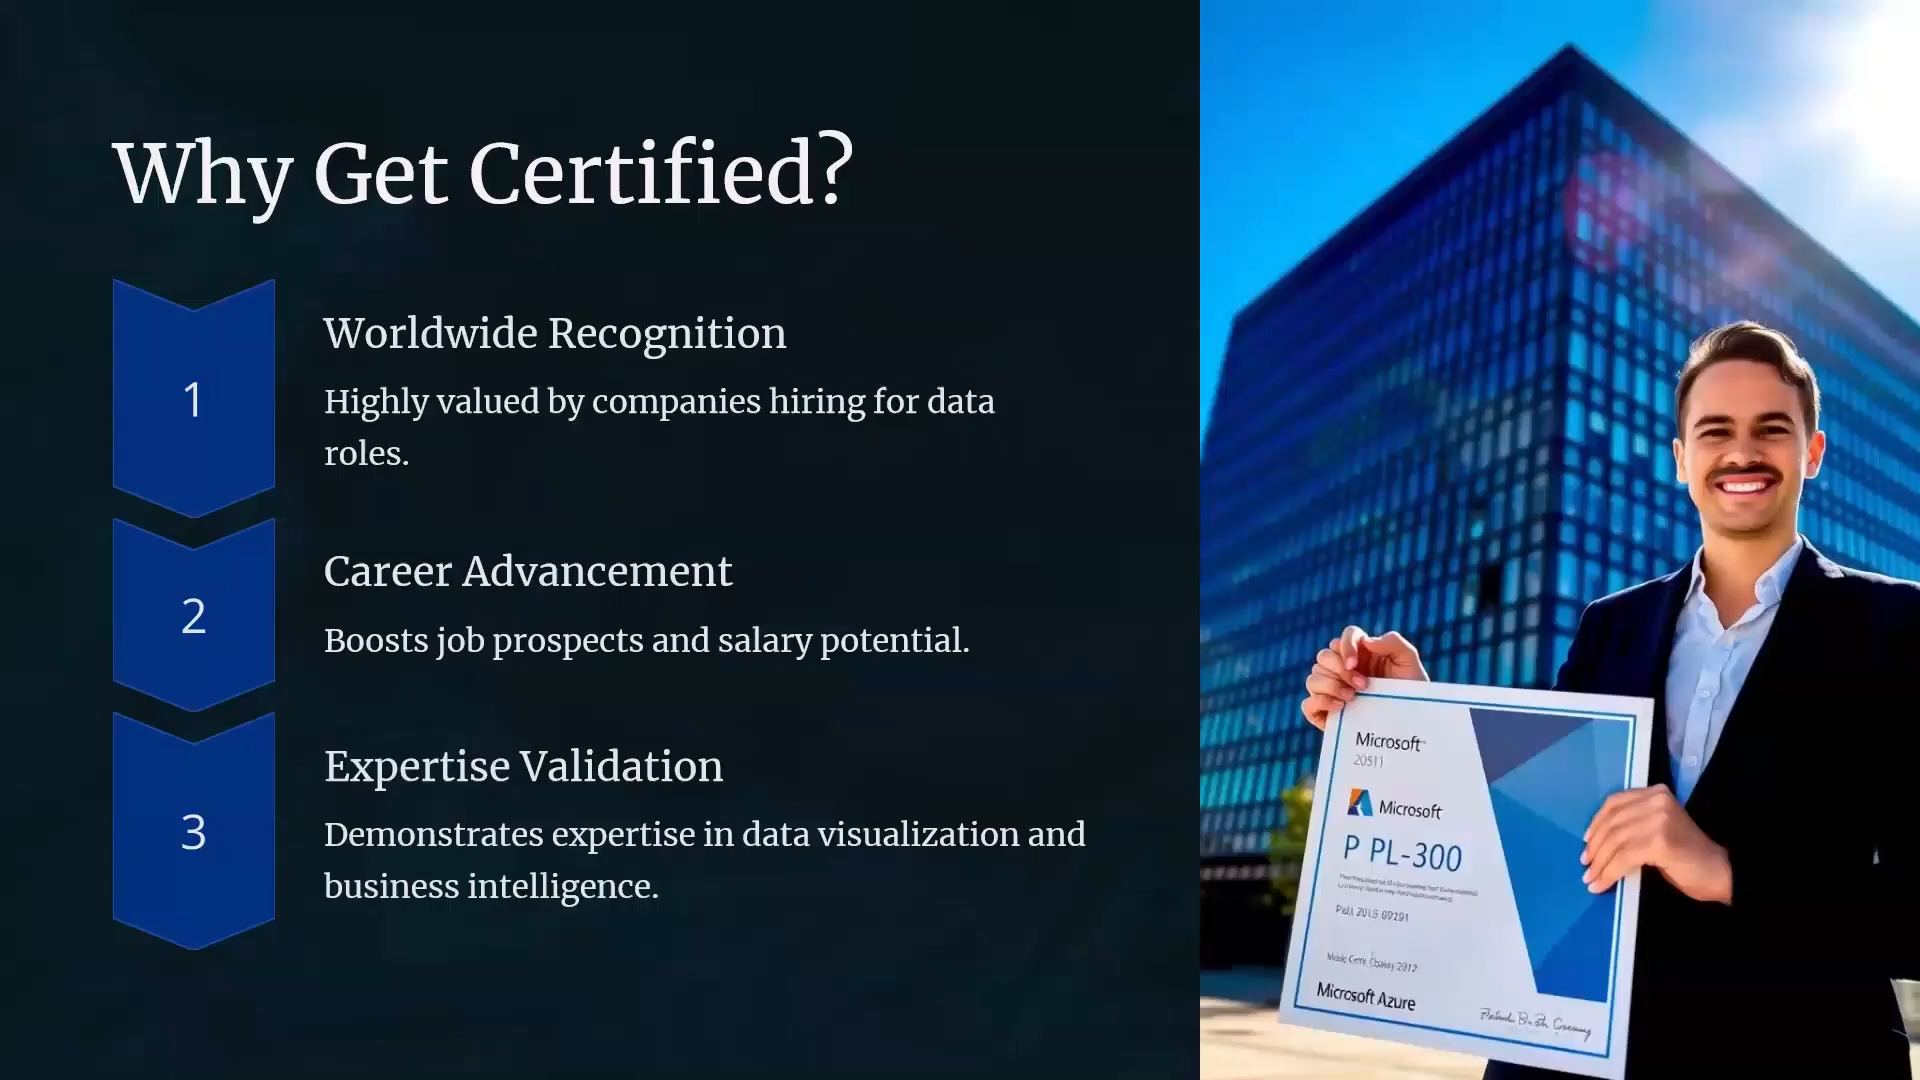 Why Get Certified?
1
Worldwide Recognition
Highly valued by companies hiring for data
roles.
2
Career Advancement
Boosts job prospects and salary potential.
3
Expertise Validation
Demonstrates expertise in data visualization and
business intelligence.
Microsoft
20511
Microsoft
P PL-300
Microsoft Azure